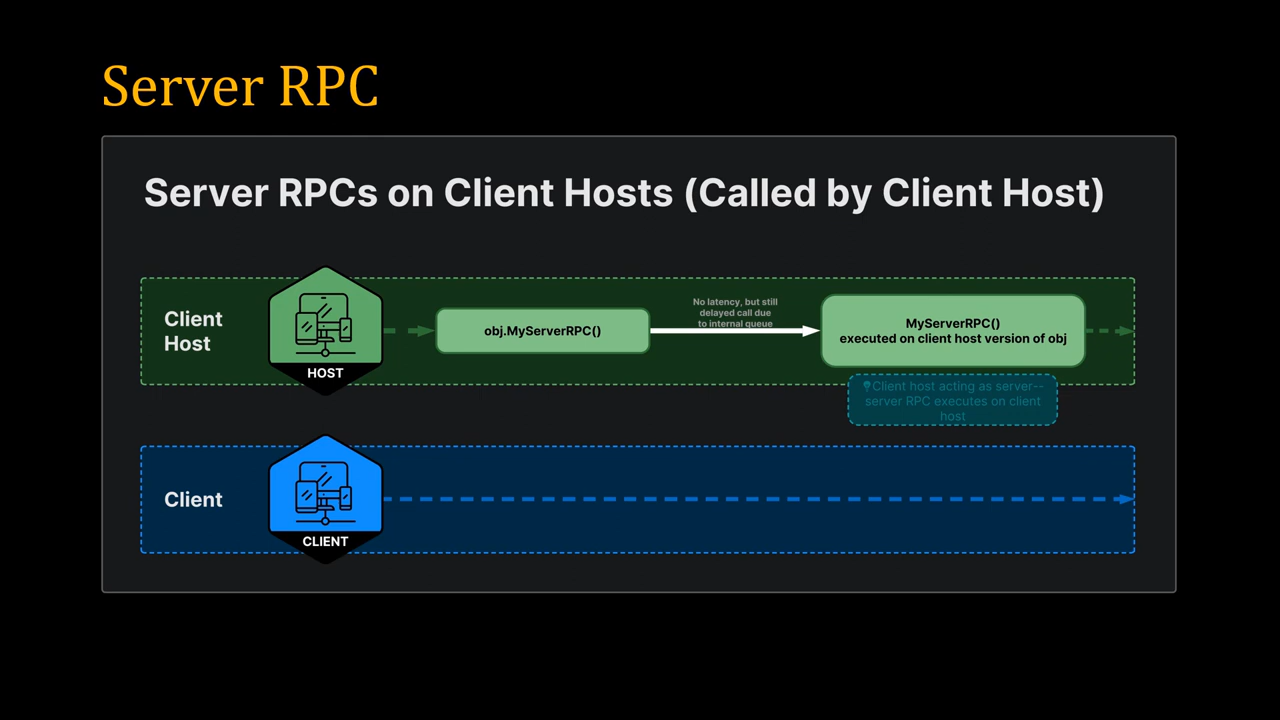 Server RPC
Server RPCs on Client Hosts (Called by Client Host)
Client
Host
HOST
obj.MyServerRPC()
No latency, but still
delayed call due
to internal queue
MyServerRPC()
executed on client host version of obj
Client host acting as server--
server RPC executes on client
host
Client
CLIENT